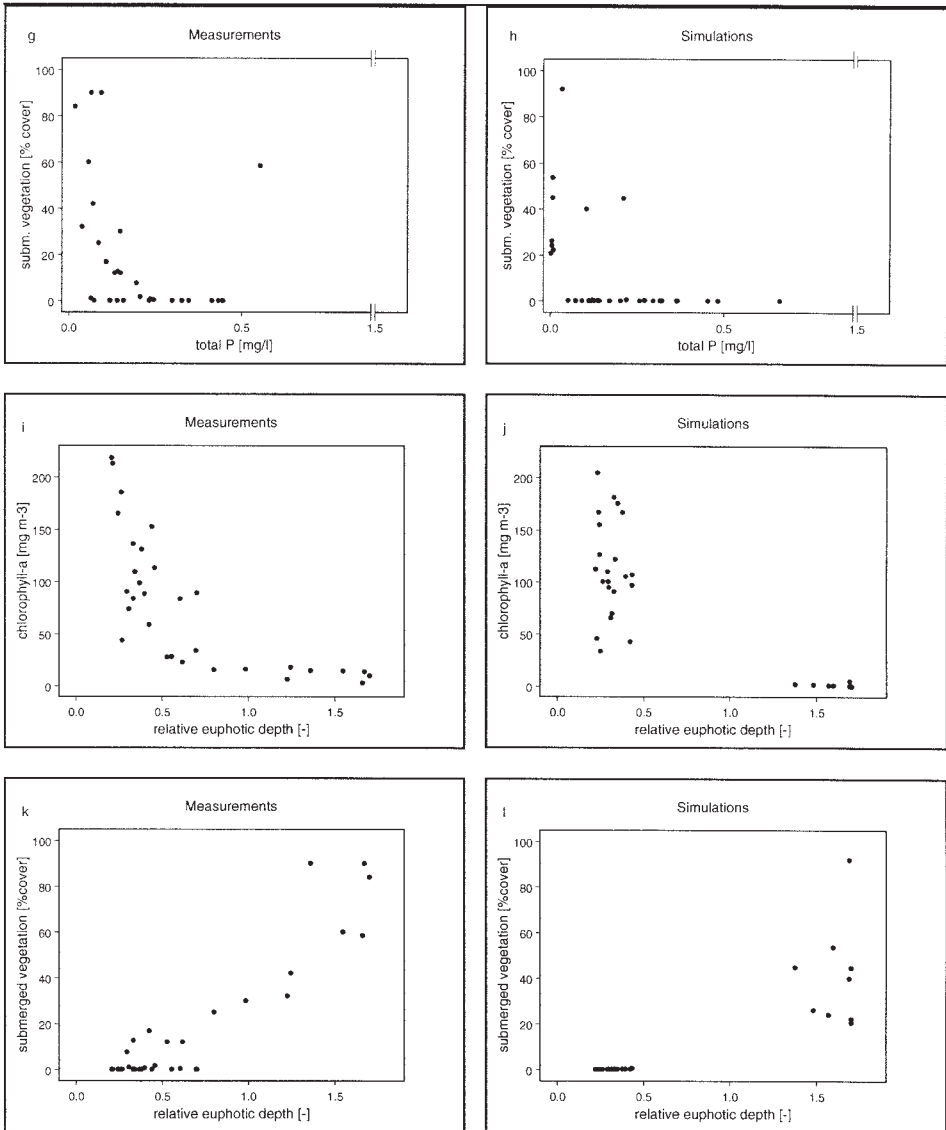 g
Measurements
100
80
60
40
20
0
subm. vegetation [% cover]
0.0
0.5
1.5
total P [mg/l]
h
Simulations
100
80
60
40
20
0
subm. vegetation [% cover]
0.0
0.5
1.5
total P [mg/l]
i
Measurements
200
150
100
50
0
chlorophyll-a [mg m-3]
0.0
0.5
1.0
1.5
relative euphotic depth [-]
j
Simulations
200
150
100
50
0
chlorophyll-a [mg m-3]
0.0
0.5
1.0
1.5
relative euphotic depth [-]
k
Measurements
100
80
60
40
20
0
submerged vegetation [%cover]
0.0
0.5
1.0
1.5
relative euphotic depth [-]
l
Simulations
100
80
60
40
20
0
submerged vegetation [%cover]
0.0
0.5
1.0
1.5
relative euphotic depth [-]